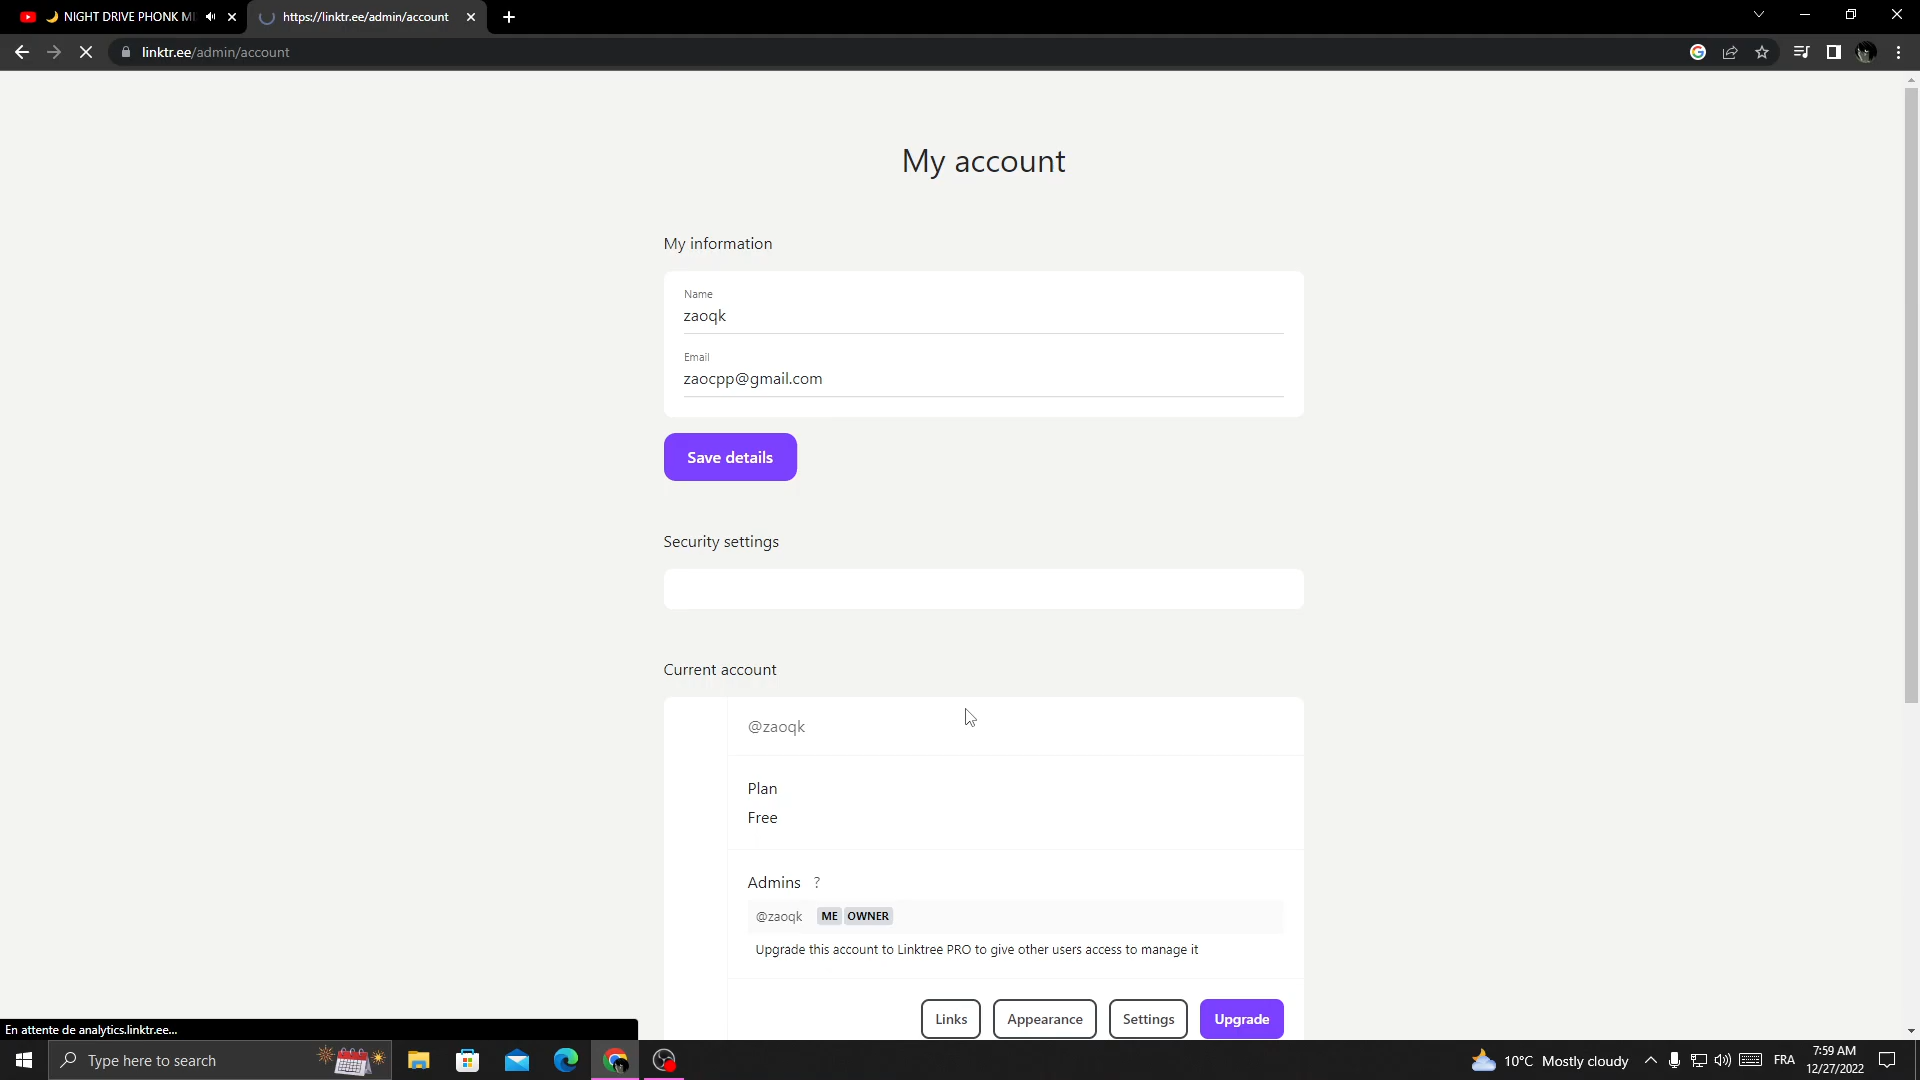 NIGHT DRIVE PHONK MI
https://linktr.ee/admin/account
linktr.ee/admin/account
My account
My information
Name
zaoqk
Email
zaocpp@gmail.com
Save details
Security settings
Current account
@zaoqk
Plan
Free
Admins ?
@zaoqk ME OWNER
Upgrade this account to Linktree PRO to give other users access to manage it
Links Appearance Settings Upgrade
En attente de analytics.linktr.ee...
Type here to search
10°C Mostly cloudy
FRA
7:59 AM
12/27/2022